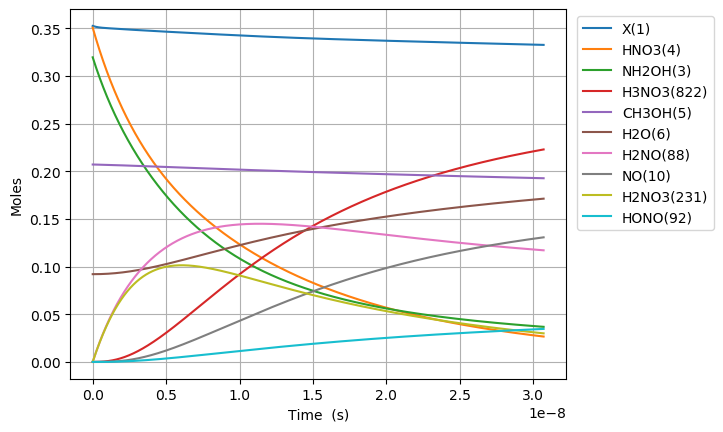 0.35
0.30
0.25
0.20
0.15
0.10
0.05
0.00
Moles
0.0 0.5 1.0 1.5 2.0 2.5 3.0
1e−8
Time (s)
X(1)
HNO3(4)
NH2OH(3)
H3NO3(822)
CH3OH(5)
H2O(6)
H2NO(88)
NO(10)
H2NO3(231)
HONO(92)